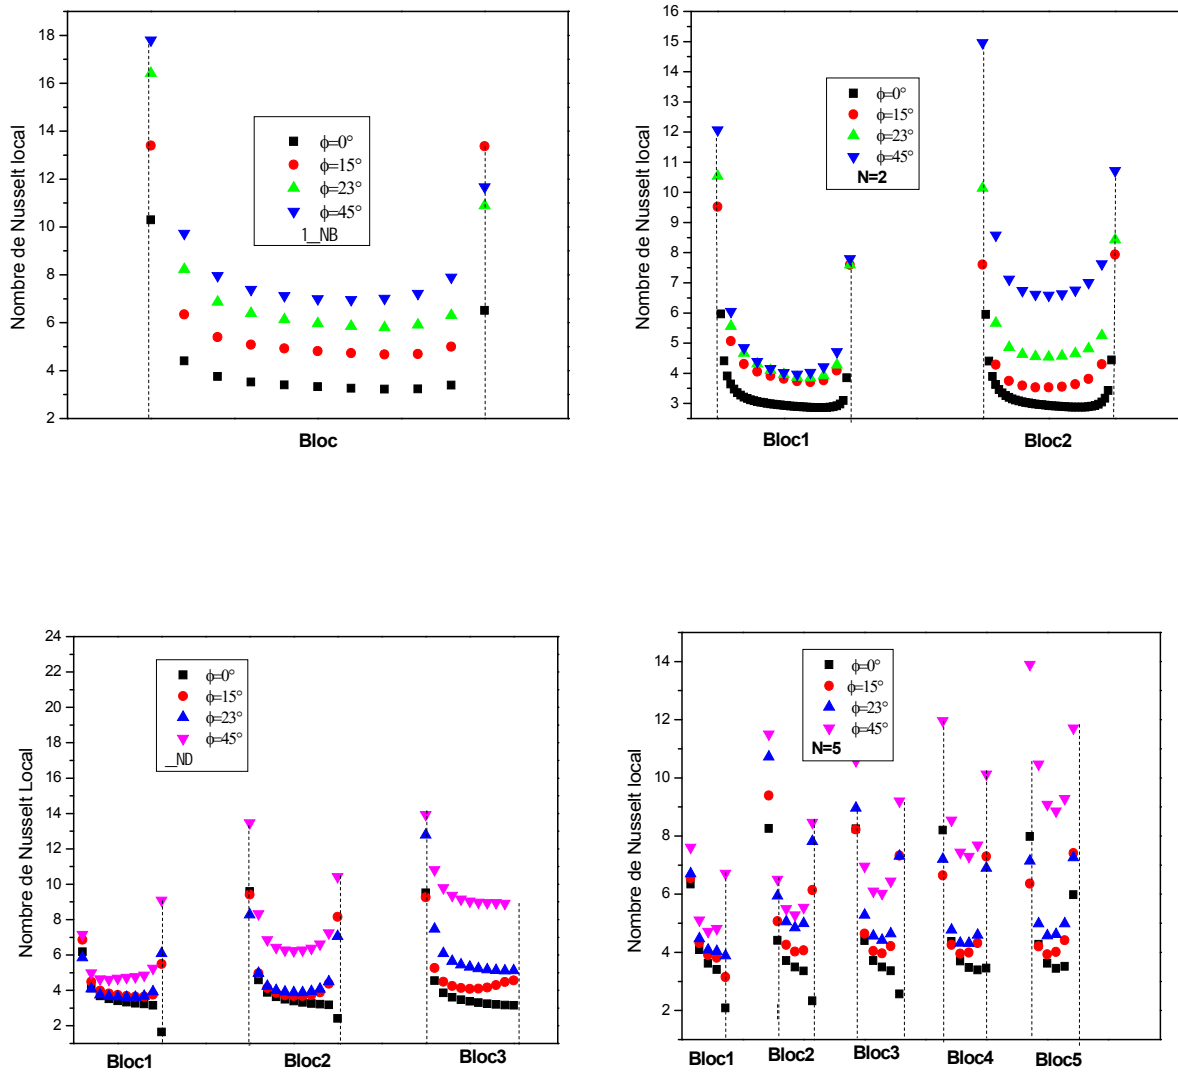 18
16
14
12
10
8
6
4
2
Nombre de Nusselt local
ϕ=0°
ϕ=15°
ϕ=23°
ϕ=45°
1_NB
Bloc
16
15
14
13
12
11
10
9
8
7
6
5
4
3
Nombre de Nusselt local
ϕ=0°
ϕ=15°
ϕ=23°
ϕ=45°
N=2
Bloc1 Bloc2
24
22
20
18
16
14
12
10
8
6
4
2
Nombre de Nusselt Local
ϕ=0°
ϕ=15°
ϕ=23°
ϕ=45°
_ND
Bloc1 Bloc2 Bloc3
14
12
10
8
6
4
2
Nombre de Nusselt local
ϕ=0°
ϕ=15°
ϕ=23°
ϕ=45°
N=5
Bloc1 Bloc2 Bloc3 Bloc4 Bloc5